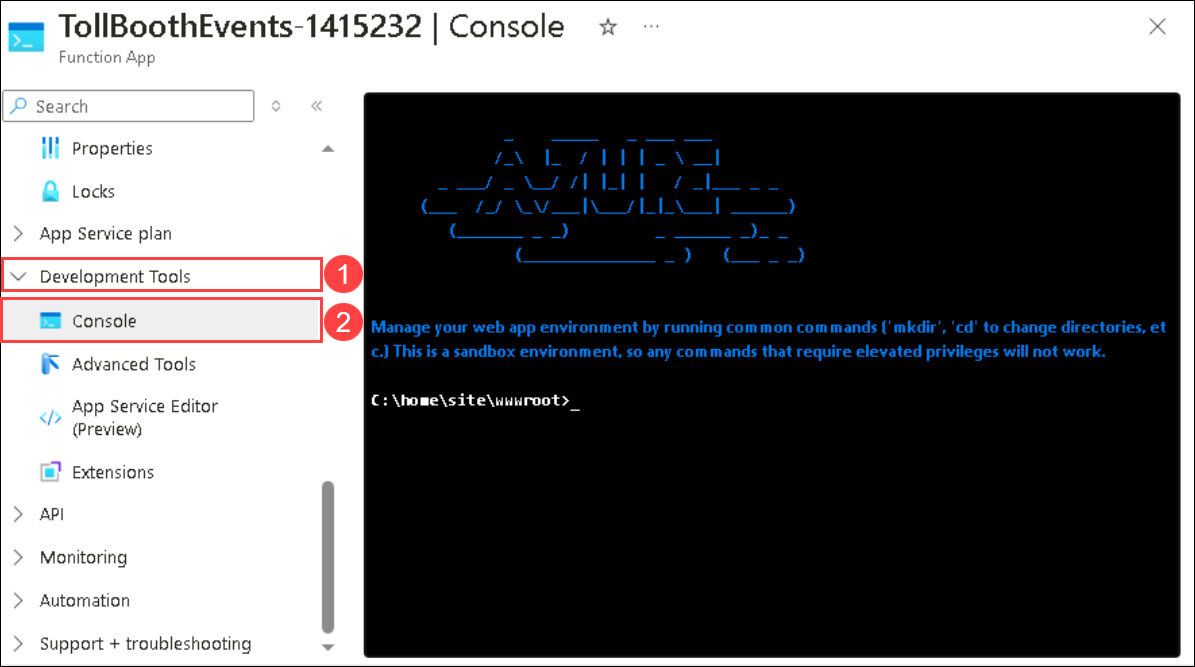 TollBoothEvents-1415232 | Console
Function App
Search
Properties
Locks
App Service plan
Development Tools
1
Console
2
Advanced Tools
App Service Editor
(Preview)
Extensions
API
Monitoring
Automation
Support + troubleshooting
AZURE
Manage your web app environment by running common commands ('mkdir', 'cd' to change directories, et
c.) This is a sandbox environment, so any commands that require elevated privileges will not work.
C:\home\site\wwwroot>_